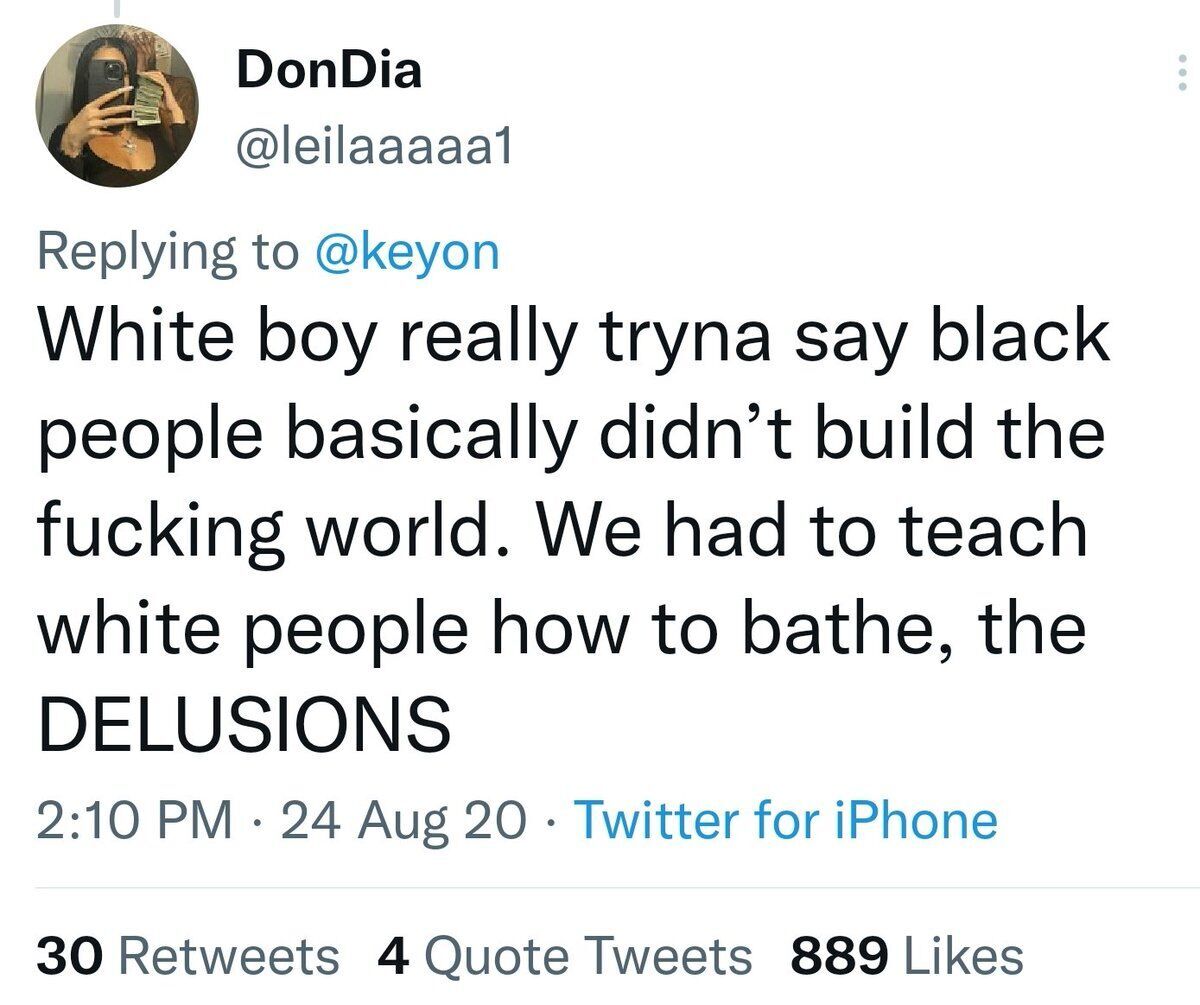 DonDia
@leilaaaaa1
Replying to @keyon
White boy really tryna say black
people basically didn’t build the
fucking world. We had to teach
white people how to bathe, the
DELUSIONS
2:10 PM · 24 Aug 20 · Twitter for iPhone
30 Retweets 4 Quote Tweets 889 Likes